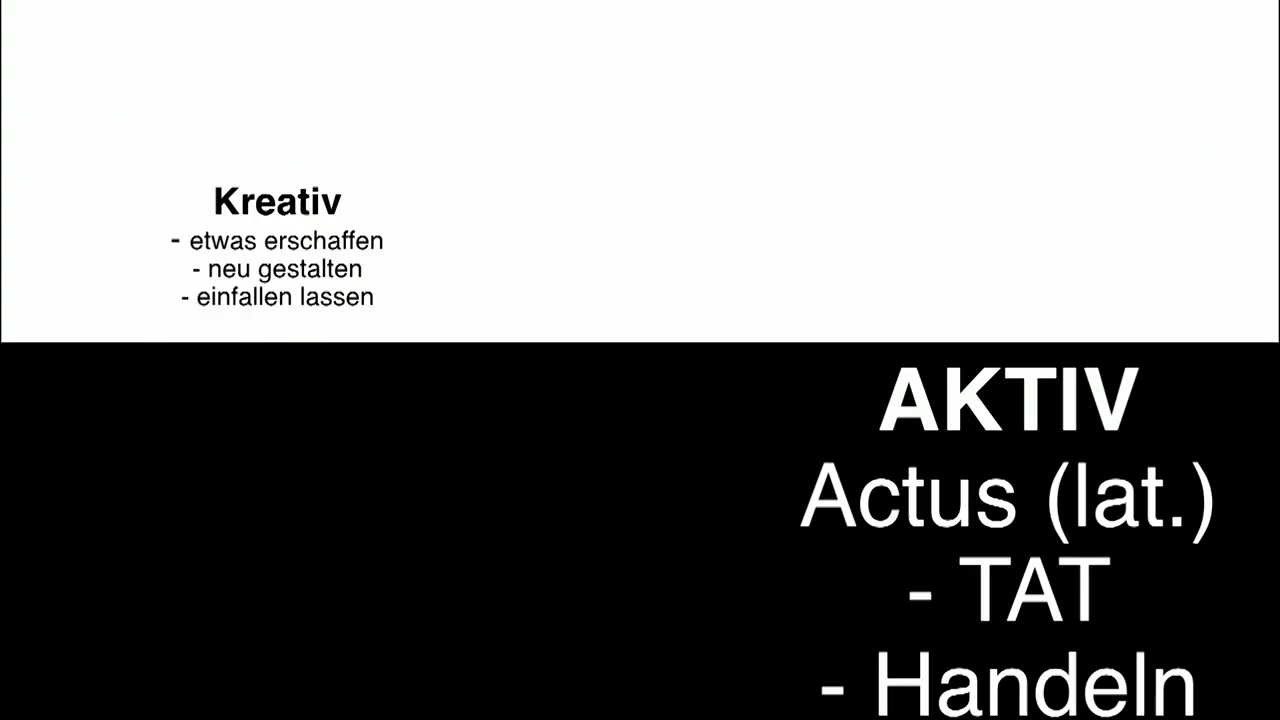 Kreativ
- etwas erschaffen
- neu gestalten
- einfallen lassen
AKTIV
Actus (lat.)
- TAT
- Handeln